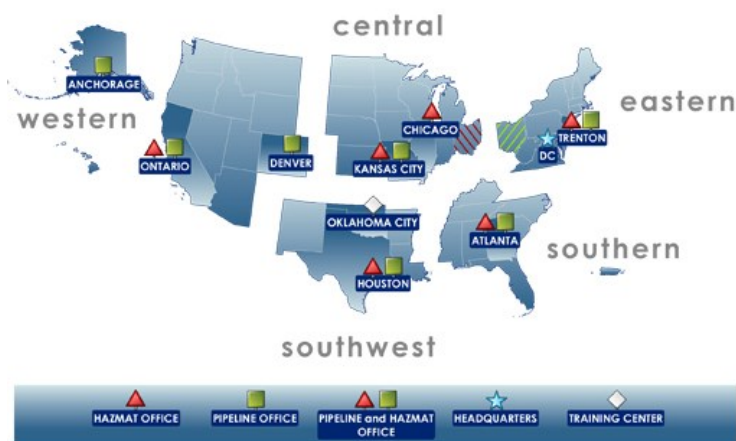 central
ANCHORAGE
western
eastern
CHICAGO
TRENTON
DC
ONTARIO
DENVER
KANSAS CITY
OKLAHOMA CITY
ATLANTA
southern
HOUSTON
southwest
HAZMAT OFFICE
PIPELINE OFFICE
PIPELINE and HAZMAT
OFFICE
HEADQUARTERS
TRAINING CENTER